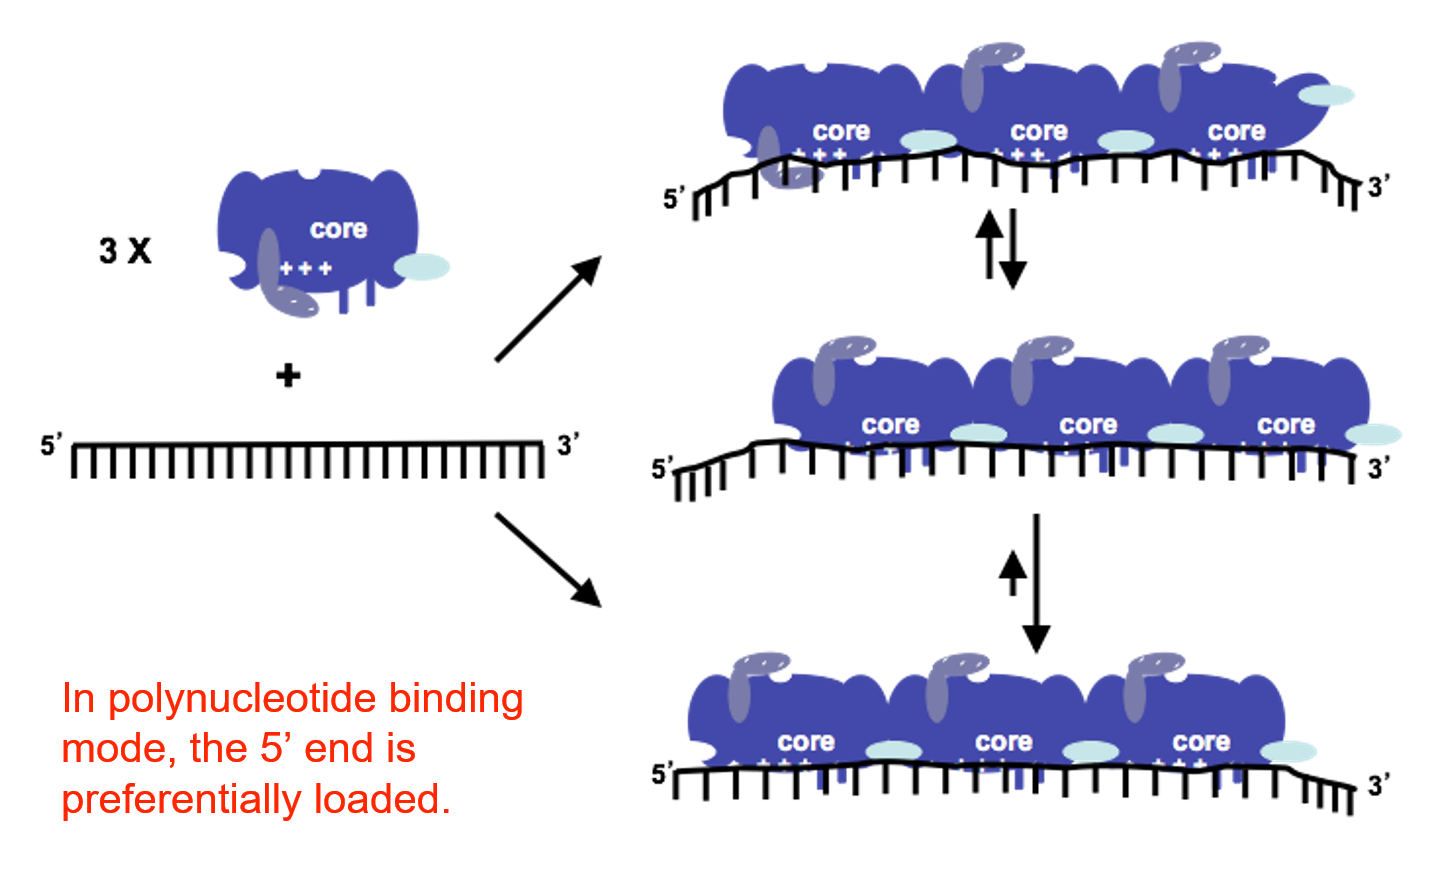 core core core
5’ 3’
3 X core
+ + +
+
5’ 3’
core core core
5’ 3’
In polynucleotide binding
mode, the 5’ end is
preferentially loaded.
core core core
5’ 3’